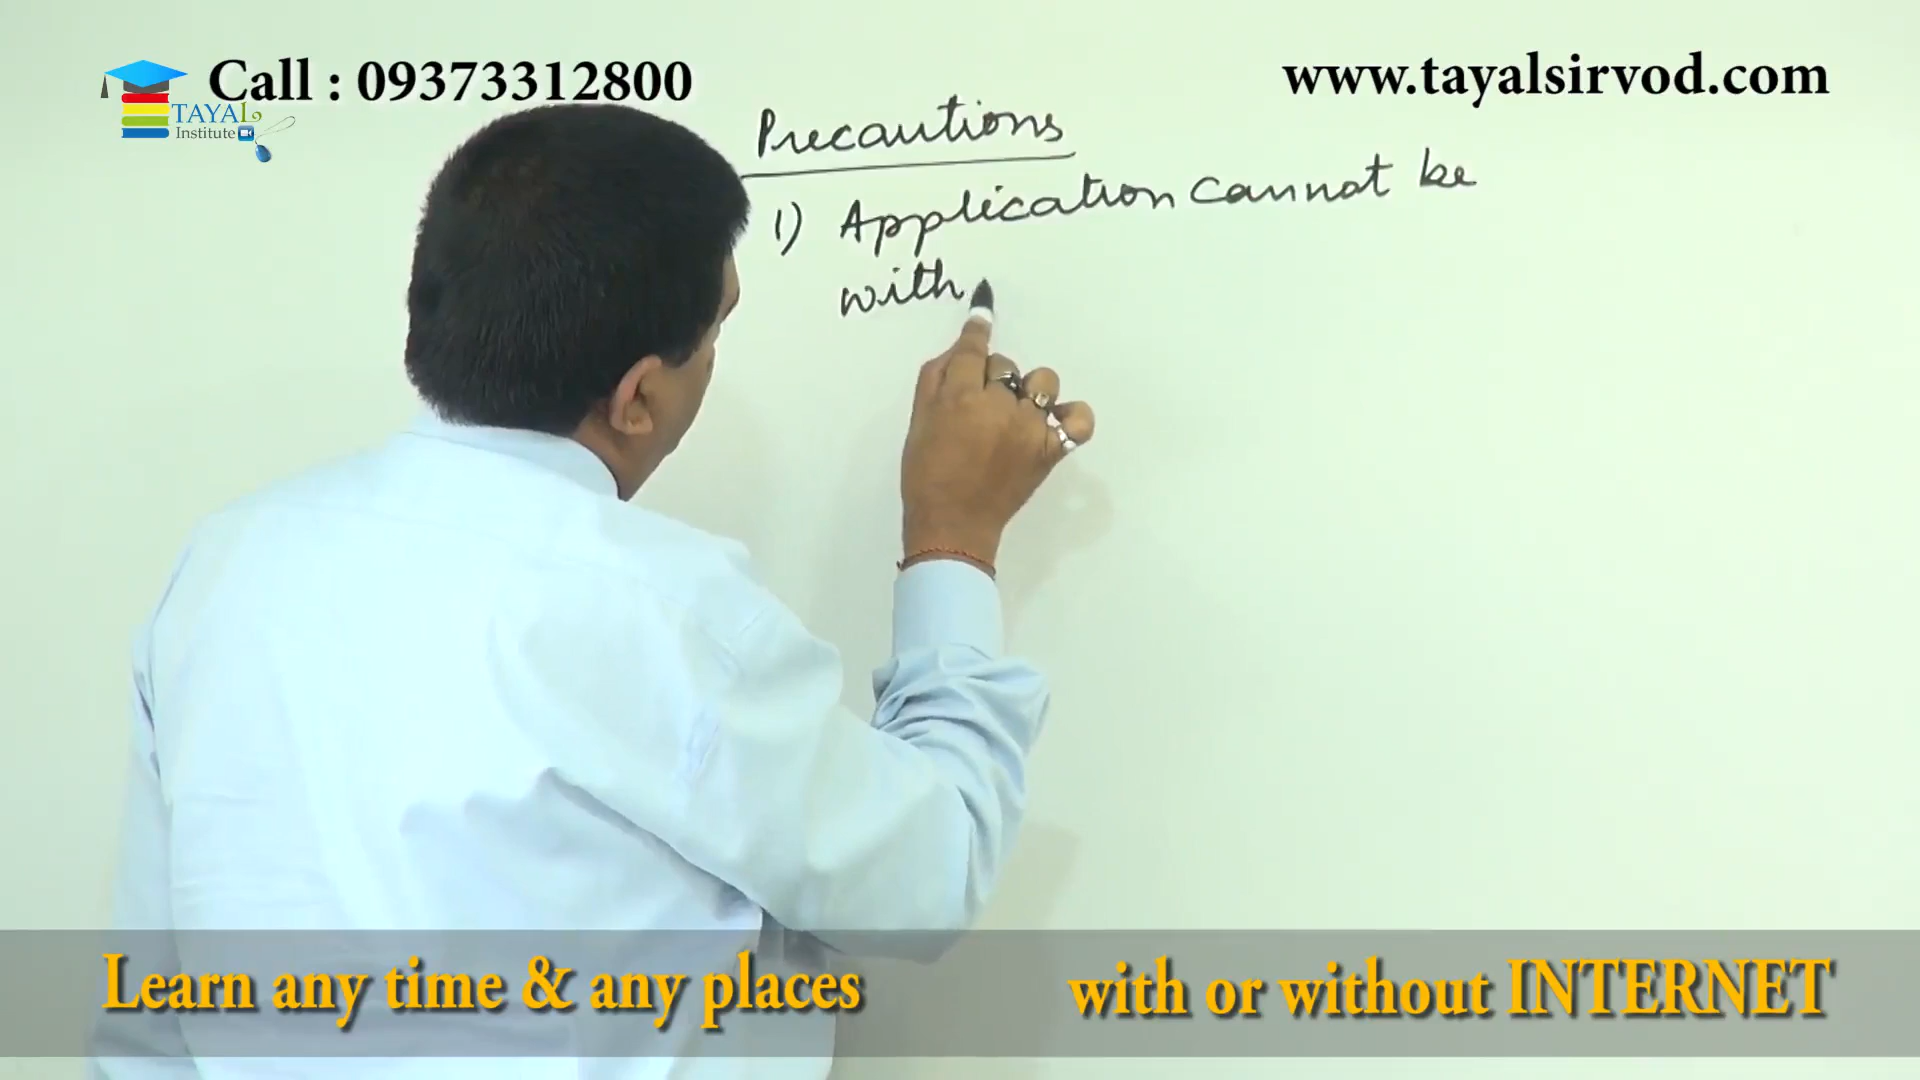 Call : 09373312800
www.tayalsirvod.com
TAYAL
Institute
Precautions
1) Application cannot be
with
Learn any time & any places
with or without INTERNET